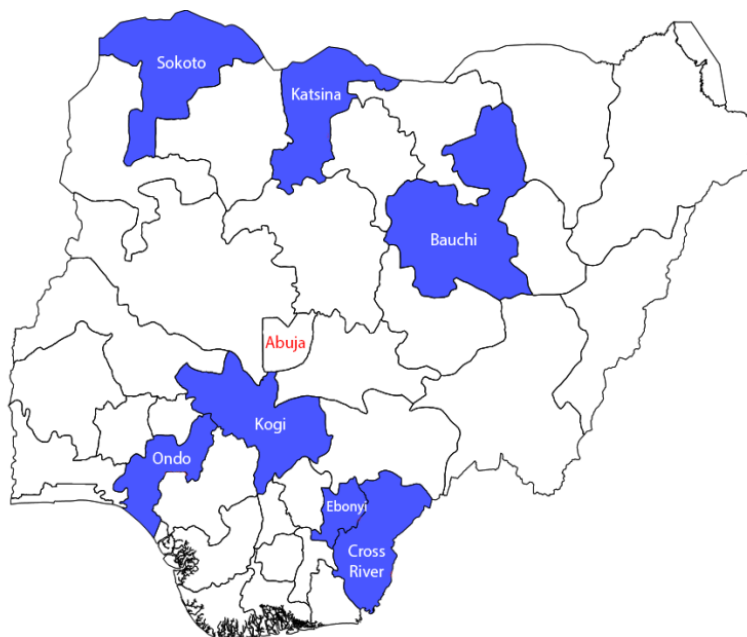 Sokoto
Katsina
Bauchi
Abuja
Kogi
Ondo
Ebonyi
Cross
River